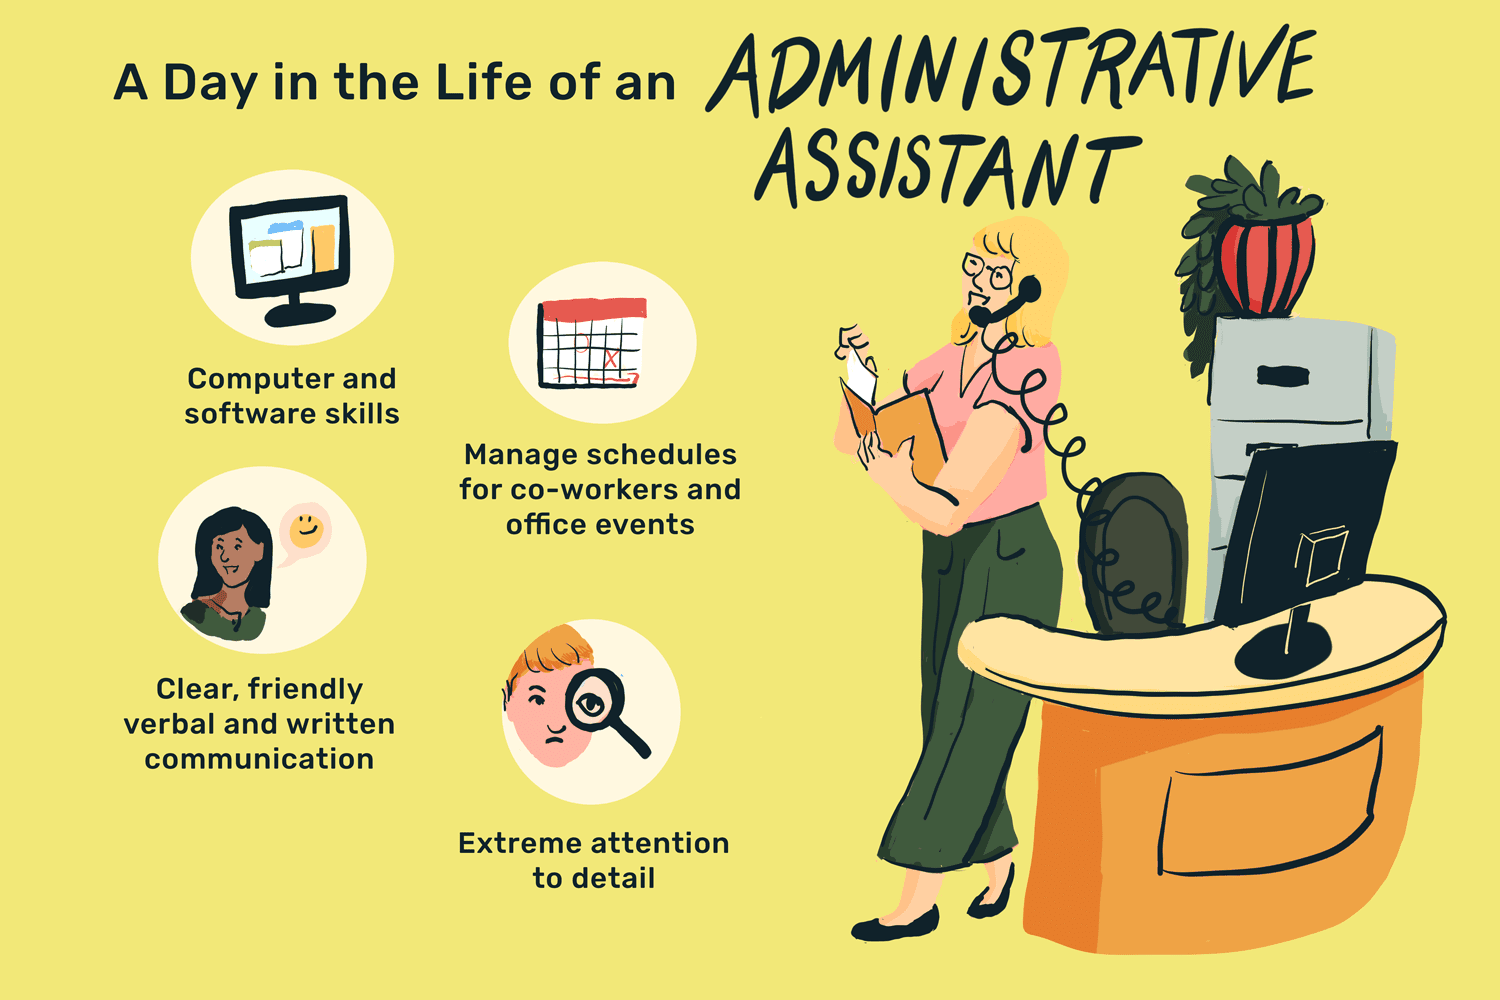 A Day in the Life of an ADMINISTRATIVE
ASSISTANT
Computer and
software skills
Manage schedules
for co-workers and
office events
Clear, friendly
verbal and written
communication
Extreme attention
to detail